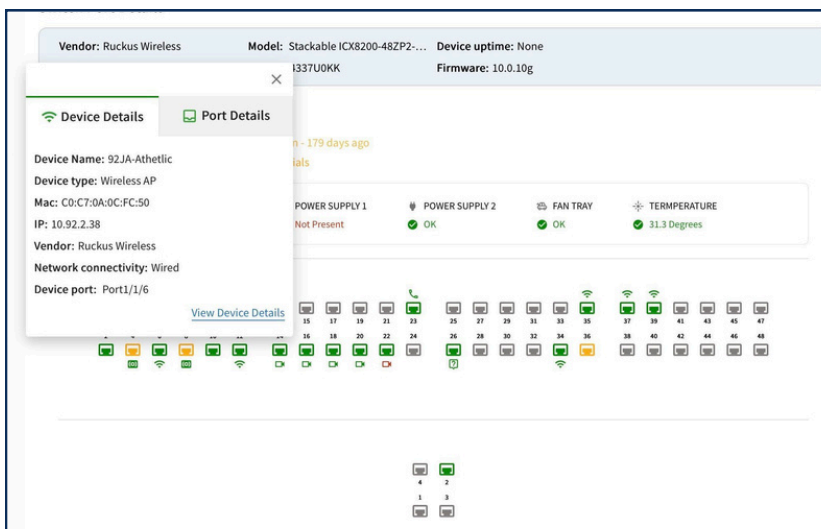 Vendor: Ruckus Wireless Model: Stackable ICX8200-48ZP2-... Device uptime: None
4337U0KK Firmware: 10.0.10g
Device Details Port Details
n - 179 days ago
ials
Device Name: 92JA-Athetlic
Device type: Wireless AP
Mac: C0:C7:0A:0C:FC:50
IP: 10.92.2.38
Vendor: Ruckus Wireless
Network connectivity: Wired
Device port: Port1/1/6
View Device Details
POWER SUPPLY 1 POWER SUPPLY 2 FAN TRAY TERMPERATURE
Not Present OK OK 31.3 Degrees
15 17 19 21 23 25 27 29 31 33 35 37 39 41 43 45 47
16 18 20 22 24 26 28 30 32 34 36 38 40 42 44 46 48
4 2
1 3